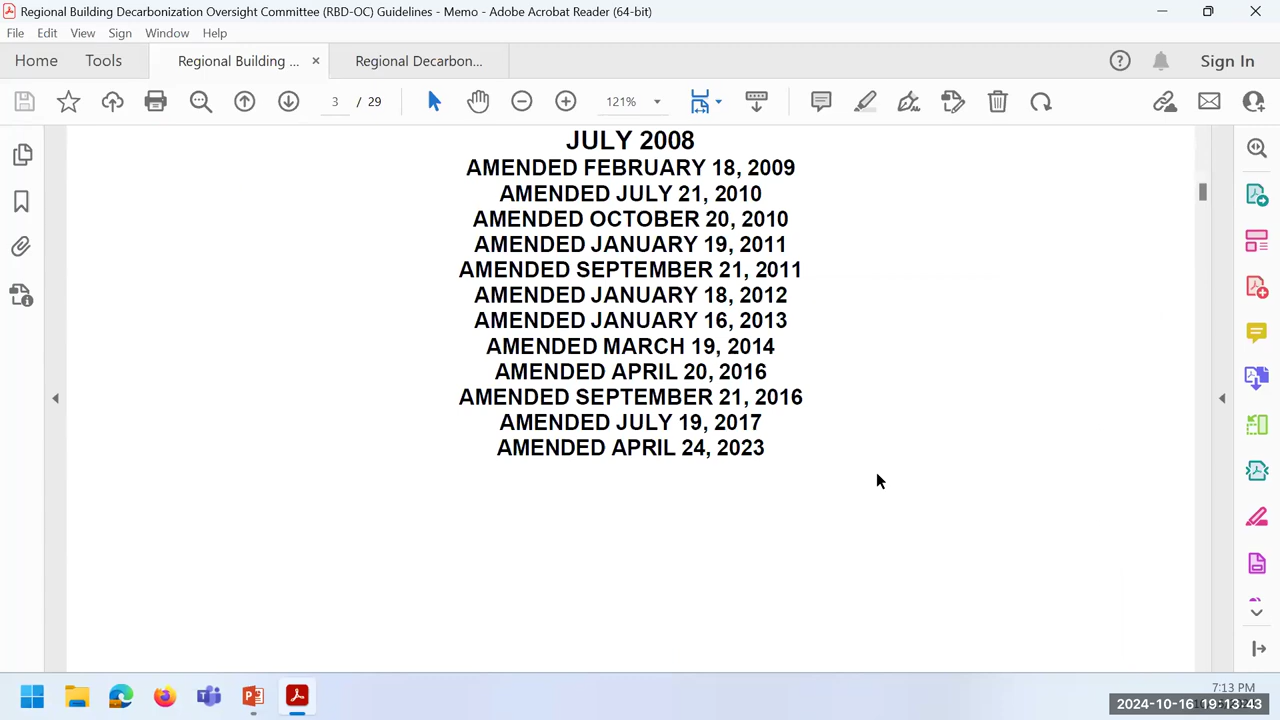 Regional Building Decarbonization Oversight Committee (RBD-OC) Guidelines - Memo - Adobe Acrobat Reader (64-bit)
File Edit View Sign Window Help
Home Tools Regional Building ... × Regional Decarbon... Sign In
3 / 29 121%
JULY 2008
AMENDED FEBRUARY 18, 2009
AMENDED JULY 21, 2010
AMENDED OCTOBER 20, 2010
AMENDED JANUARY 19, 2011
AMENDED SEPTEMBER 21, 2011
AMENDED JANUARY 18, 2012
AMENDED JANUARY 16, 2013
AMENDED MARCH 19, 2014
AMENDED APRIL 20, 2016
AMENDED SEPTEMBER 21, 2016
AMENDED JULY 19, 2017
AMENDED APRIL 24, 2023
7:13 PM
2024-10-16 19:13:43